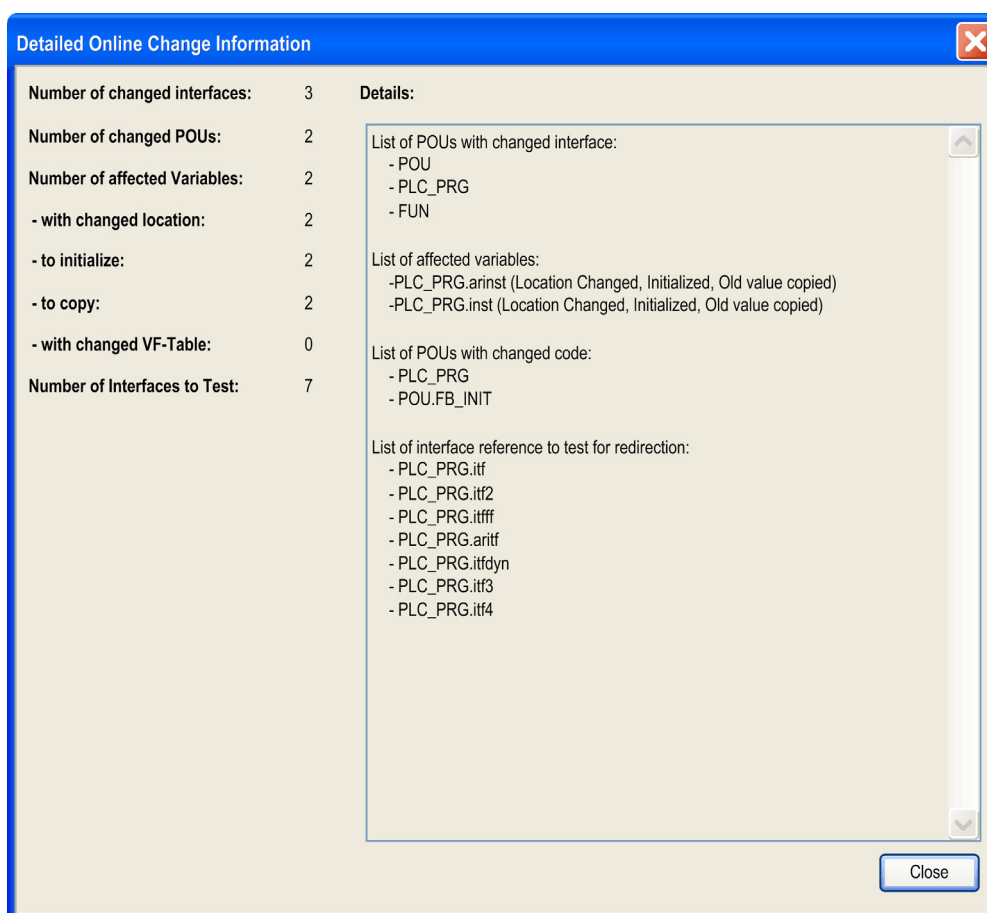 Detailed Online Change Information
Number of changed interfaces: 3
Number of changed POUs: 2
Number of affected Variables: 2
- with changed location: 2
- to initialize: 2
- to copy: 2
- with changed VF-Table: 0
Number of Interfaces to Test: 7
Details:
List of POUs with changed interface:
- POU
- PLC_PRG
- FUN
List of affected variables:
-PLC_PRG.arinst (Location Changed, Initialized, Old value copied)
-PLC_PRG.inst (Location Changed, Initialized, Old value copied)
List of POUs with changed code:
- PLC_PRG
- POU.FB_INIT
List of interface reference to test for redirection:
- PLC_PRG.itf
- PLC_PRG.itf2
- PLC_PRG.itfff
- PLC_PRG.aritf
- PLC_PRG.itfdyn
- PLC_PRG.itf3
- PLC_PRG.itf4
Close